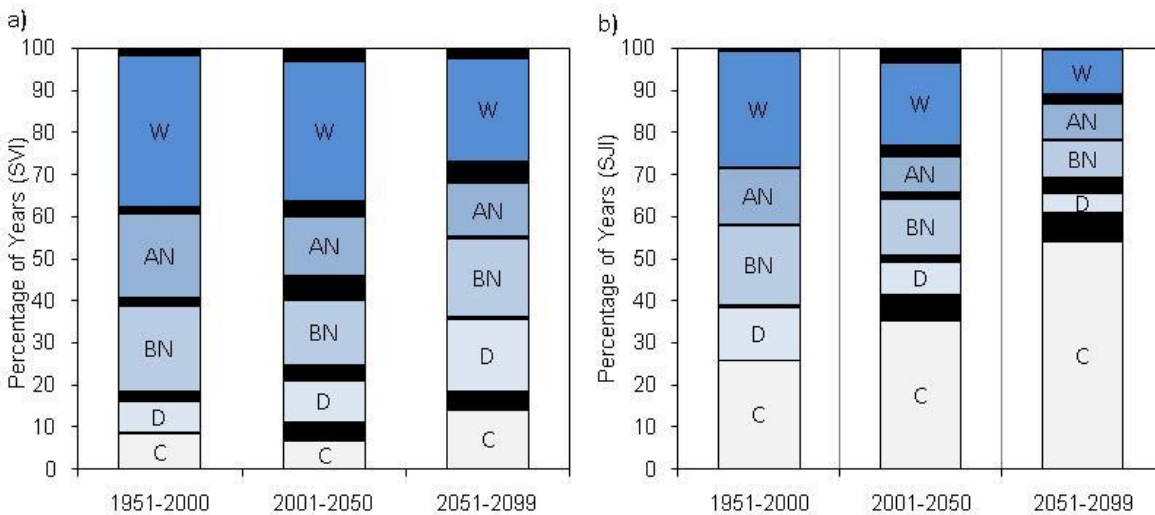 a)
Percentage of Years (SVI)
100
90
80
70
60
50
40
30
20
10
0
W
AN
BN
D
C
W
AN
BN
D
C
W
AN
BN
D
C
1951-2000
2001-2050
2051-2099
b)
Percentage of Years (SJI)
100
90
80
70
60
50
40
30
20
10
0
W
AN
BN
D
C
W
AN
BN
D
C
W
AN
BN
D
C
1951-2000
2001-2050
2051-2099